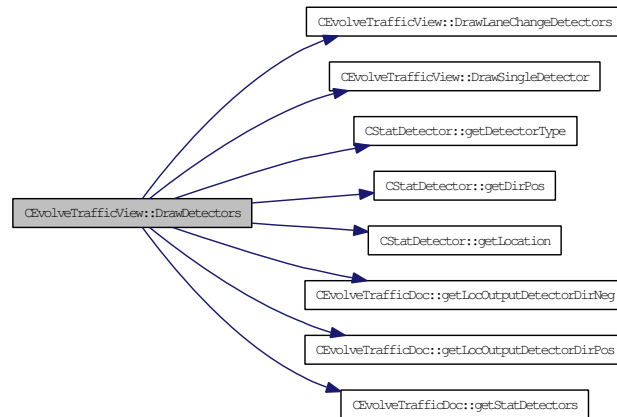 CEvolveTrafficView::DrawLaneChangeDetectors
CEvolveTrafficView::DrawSingleDetector
CStatDetector::getDetectorType
CStatDetector::getDirPos
CEvolveTrafficView::DrawDetectors
CStatDetector::getLocation
CEvolveTrafficDoc::getLocOutputDetectorDirNeg
CEvolveTrafficDoc::getLocOutputDetectorDirPos
CEvolveTrafficDoc::getStatDetectors